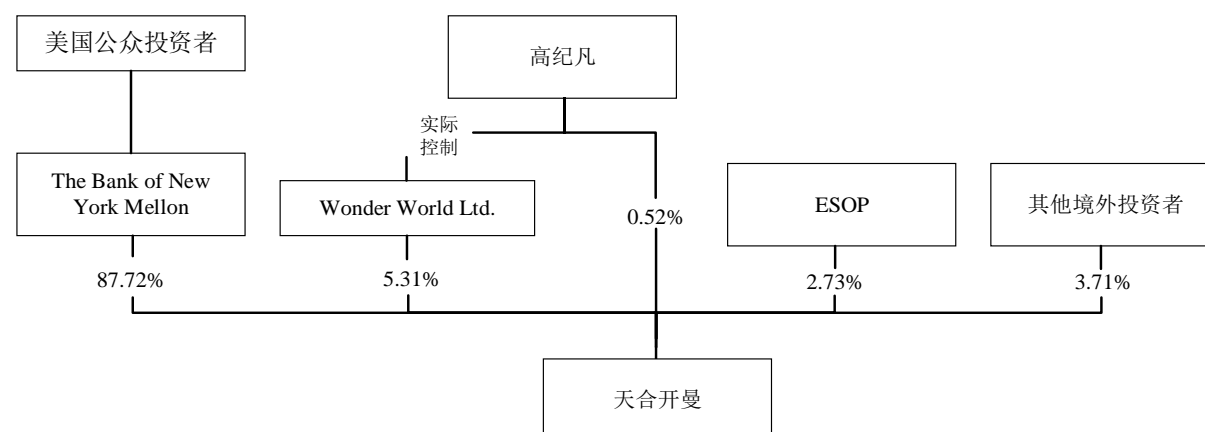 美国公众投资者
高纪凡
实际
控制
The Bank of New
York Mellon
Wonder World Ltd.
0.52%
ESOP
其他境外投资者
87.72%
5.31%
2.73%
3.71%
天合开曼